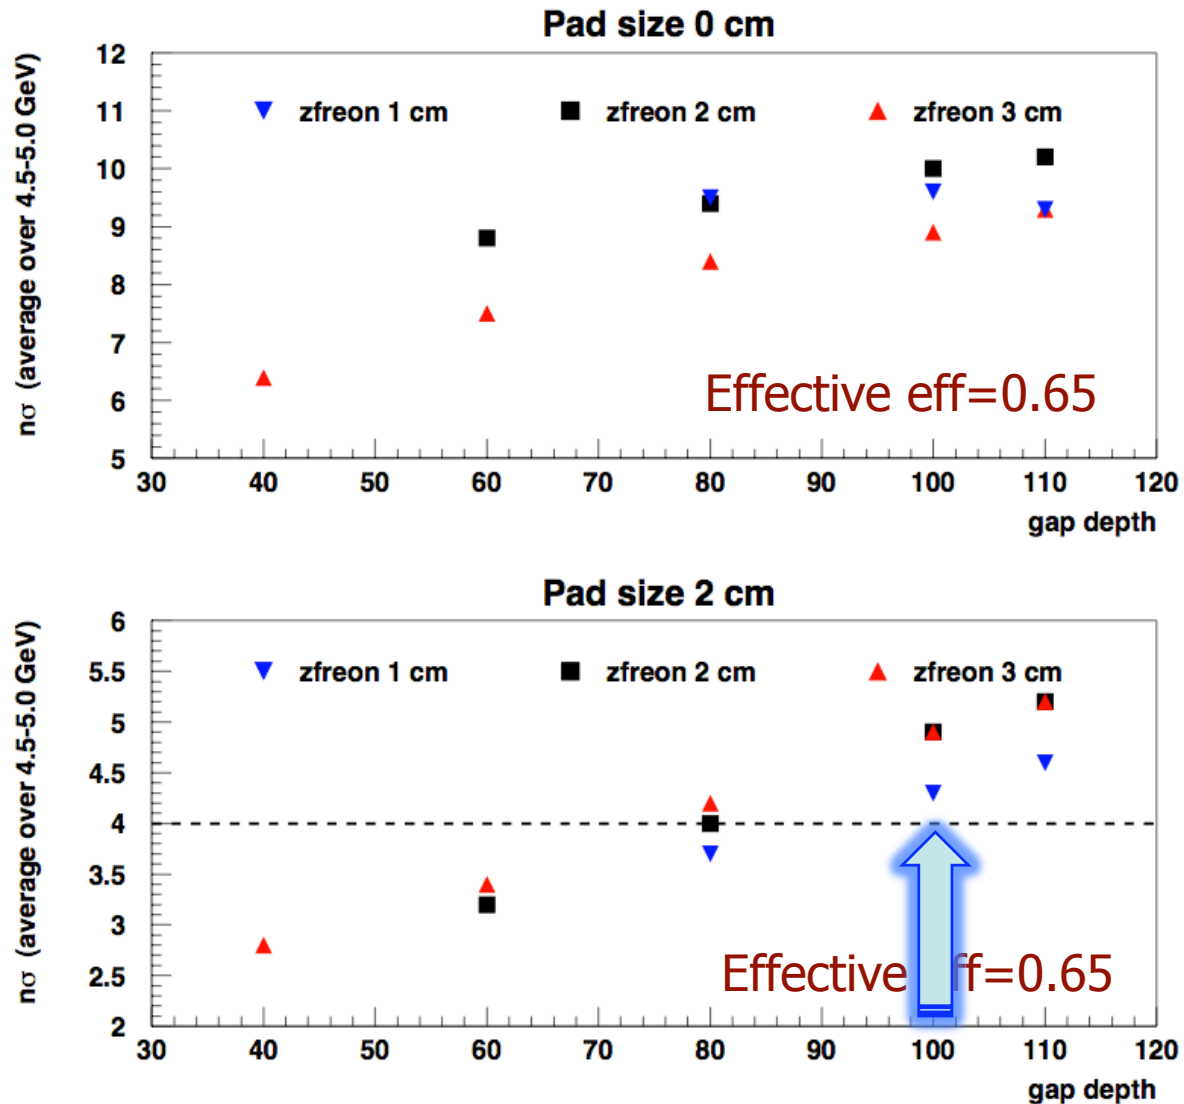 Pad size 0 cm
nσ (average over 4.5-5.0 GeV)
12
11
10
9
8
7
6
5
zfreon 1 cm zfreon 2 cm zfreon 3 cm
Effective eff=0.65
30 40 50 60 70 80 90 100 110 120
gap depth
Pad size 2 cm
nσ (average over 4.5-5.0 GeV)
6
5.5
5
4.5
4
3.5
3
2.5
2
zfreon 1 cm zfreon 2 cm zfreon 3 cm
Effective ff=0.65
30 40 50 60 70 80 90 100 110 120
gap depth